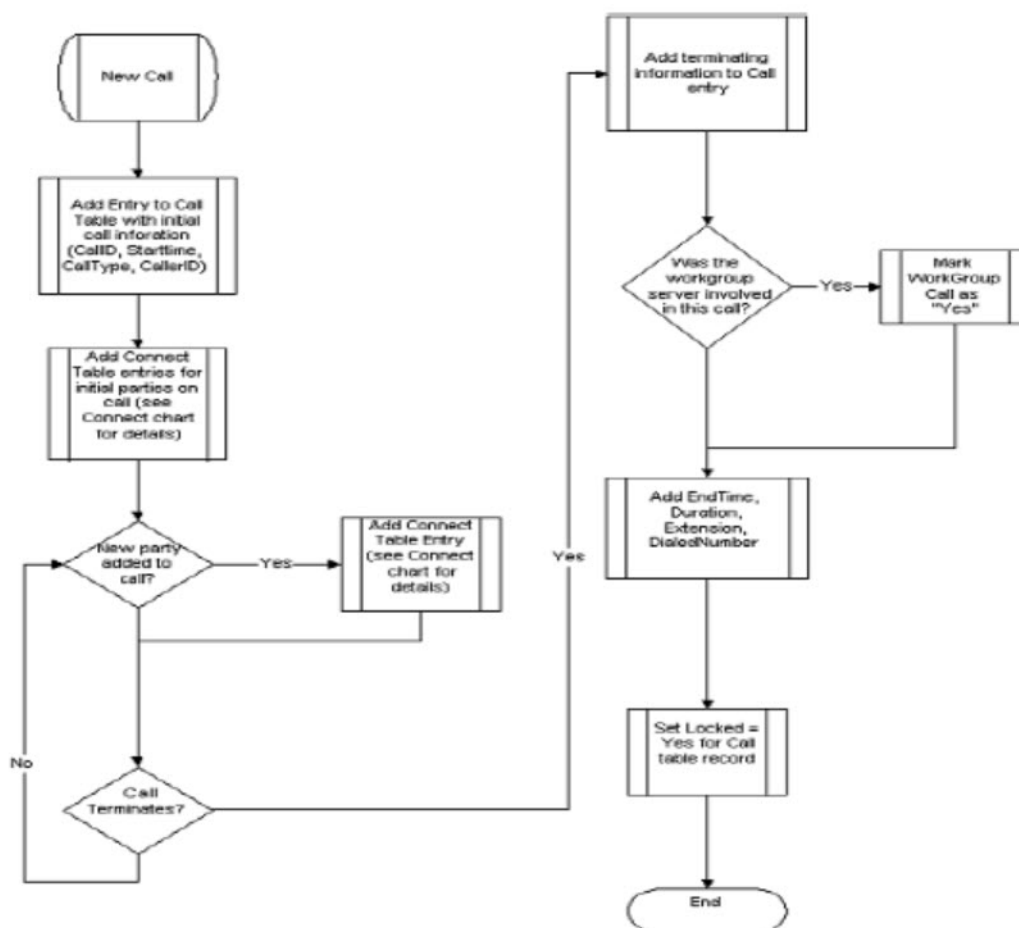 New Call
Add Entry to Call
Table with initial
call inforation
(CallID, Starttime,
CallType, CallerID)
Add Connect
Table entries for
initial parties on
call (see
Connect chart
for details)
New party
added to
call?
Yes
Add Connect
Table Entry
(see Connect
chart for
details)
No
Call
Terminates?
Yes
Add terminating
information to Call
entry
Was the
workgroup
server involved
in this call?
Yes
Mark
WorkGroup
Call as
"Yes"
Add EndTime,
Duration,
Extension,
DialedNumber
Set Locked =
Yes for Call
table record
End